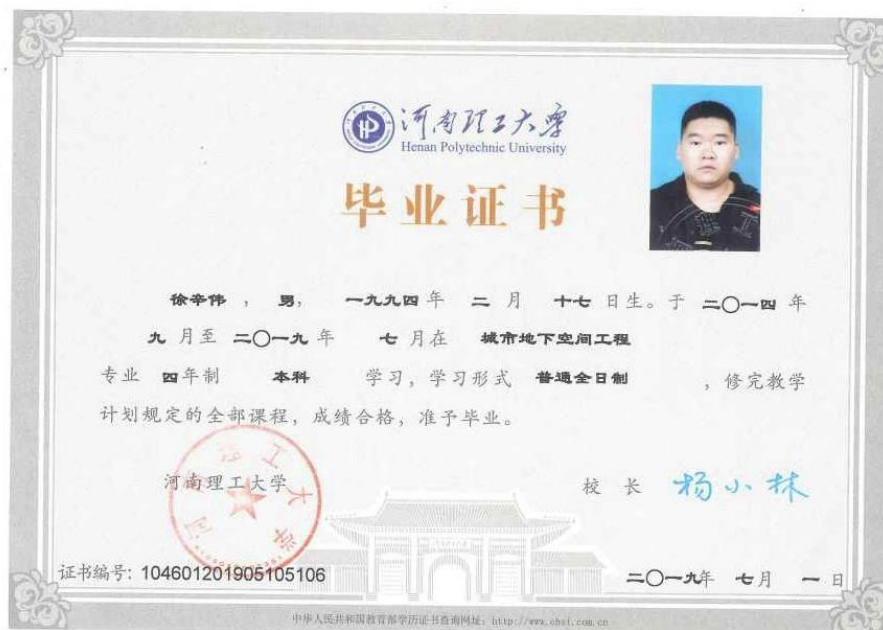 河南理工大学
Henan Polytechnic University
毕业证书
徐辛伟 ，男， 一九九四 年 二 月 十七 日生。于 二〇一四 年
九 月至 二〇一九 年 七 月在 城市地下空间工程
专业 四年制 本科 学习，学习形式 普通全日制 ，修完教学
计划规定的全部课程，成绩合格，准予毕业。
河南理工大学
河南理工大学
校 长 杨小林
证书编号: 104601201905105106
二〇一九年 七月 一日
中华人民共和国教育部学历证书查询网址: http://www.chsi.com.cn